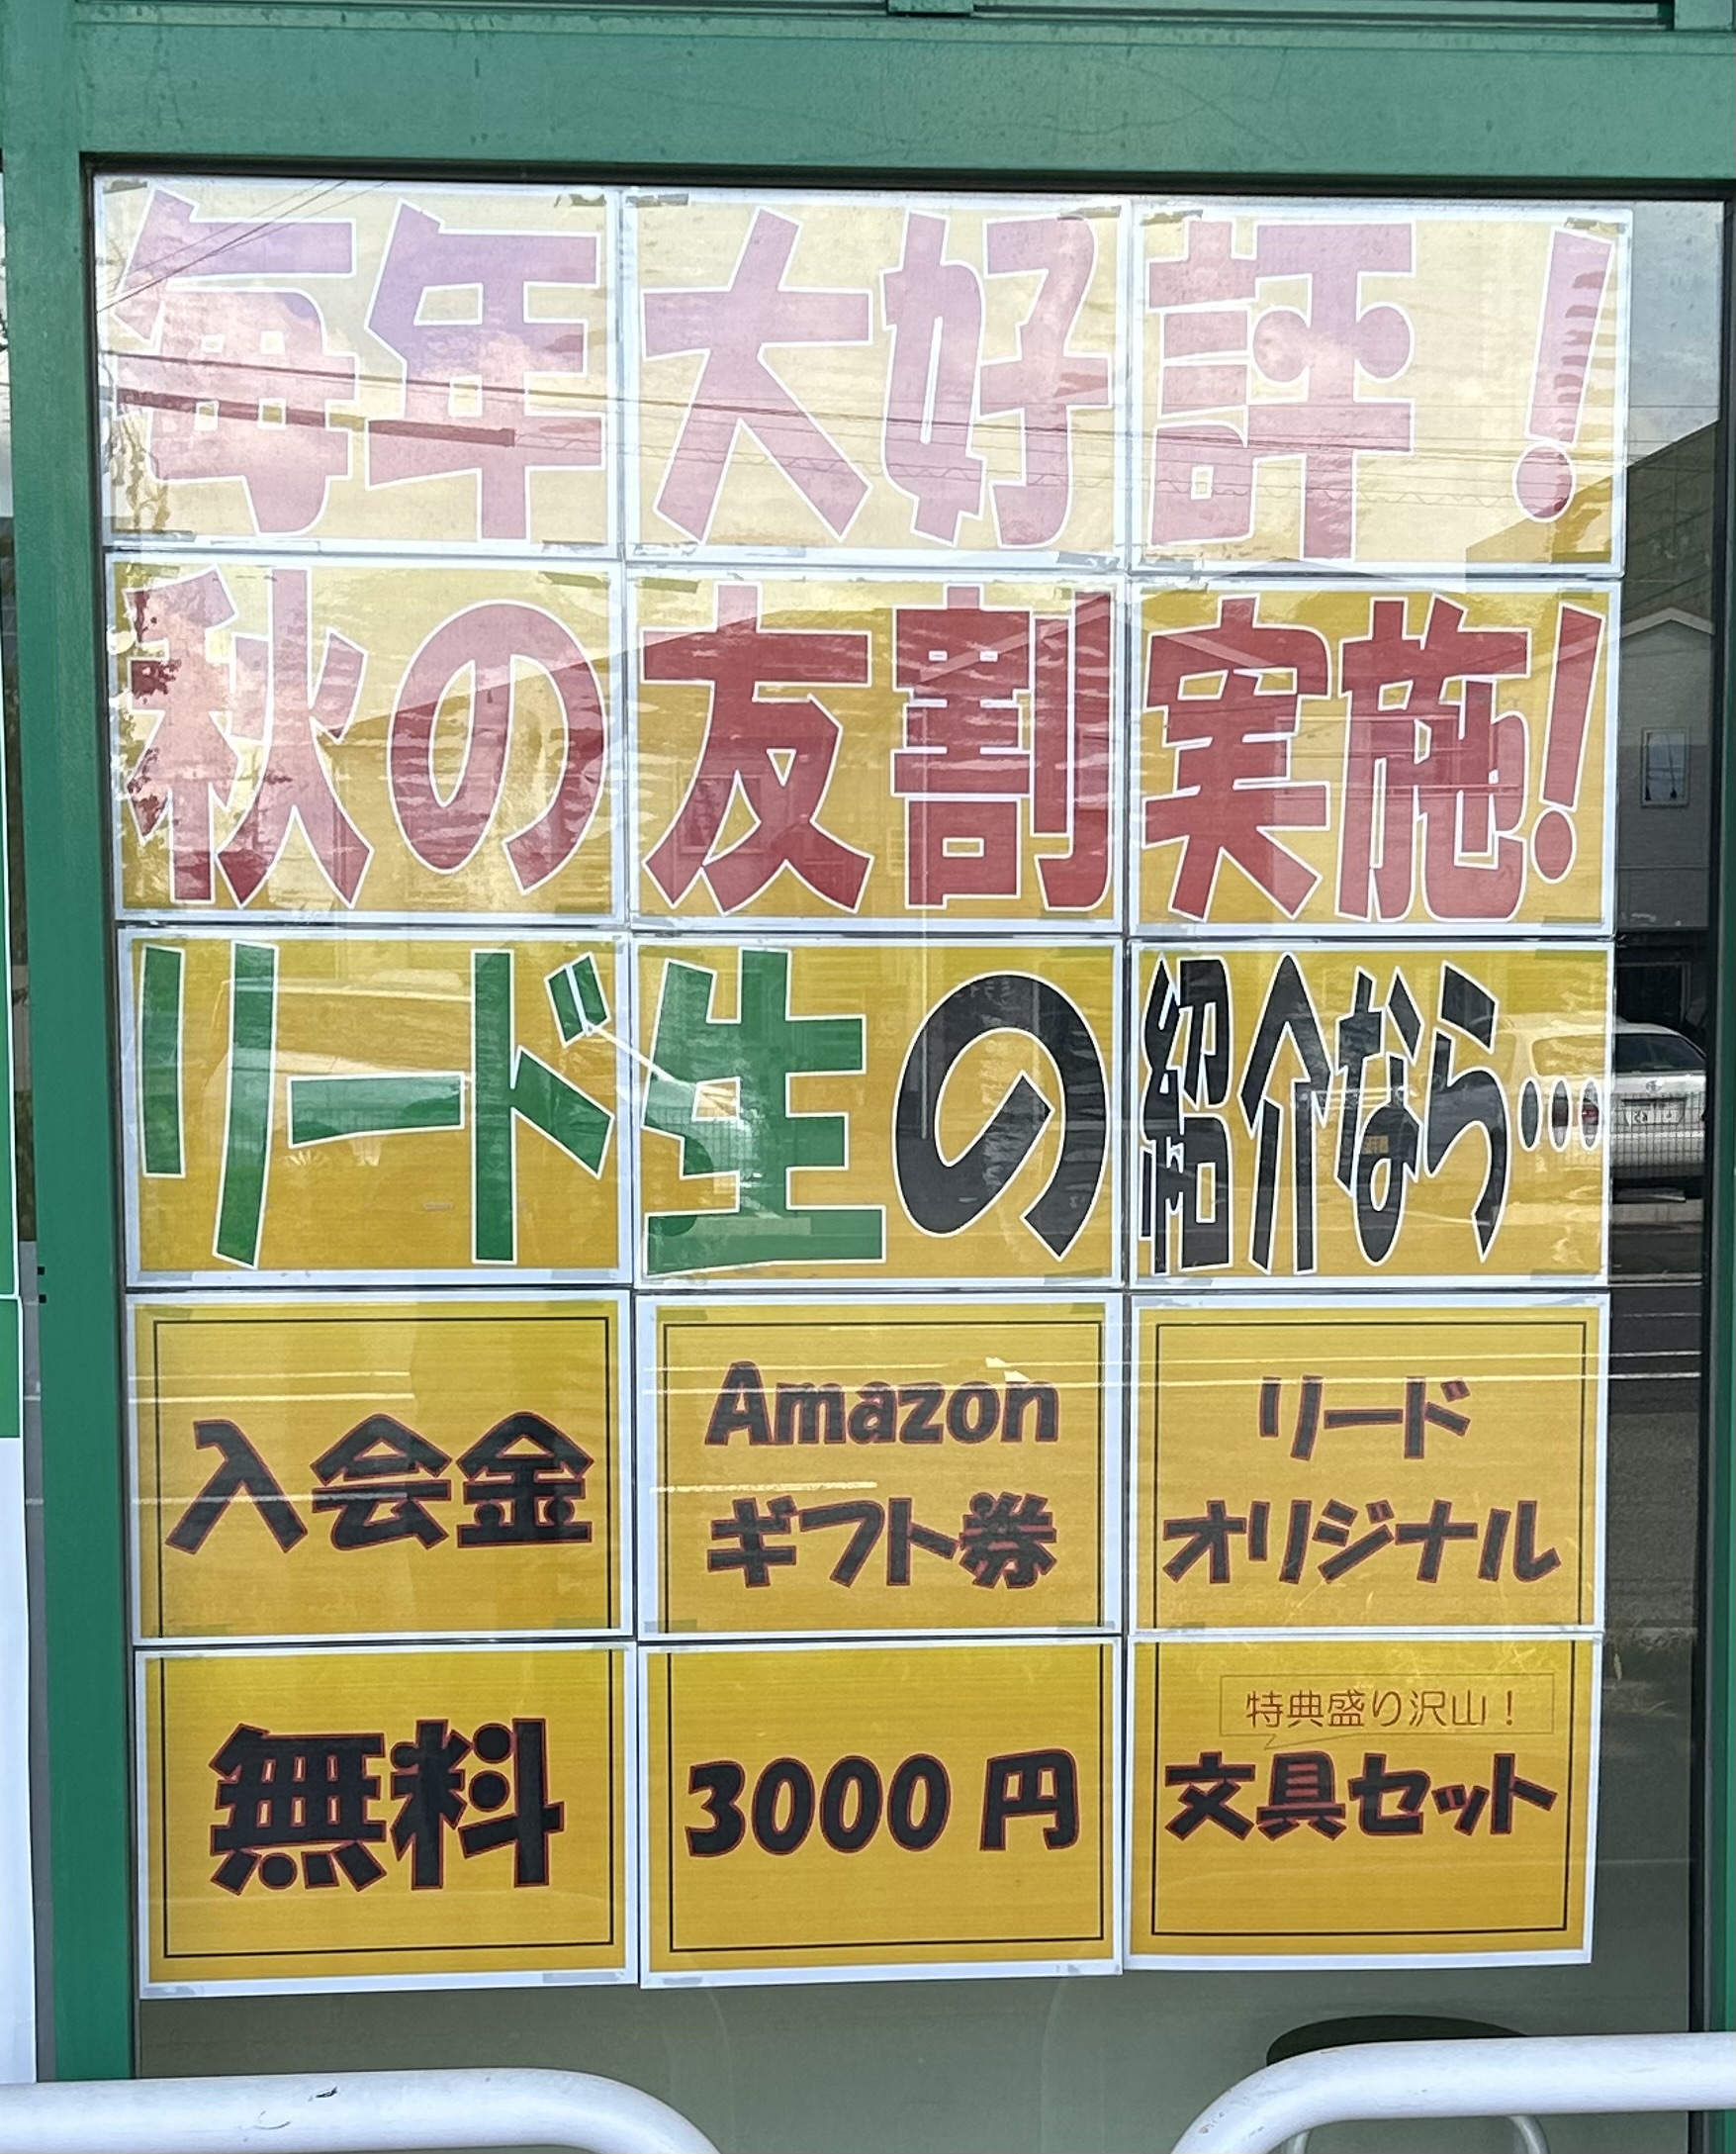 毎年大好評！
秋の友割実施！
リード生の紹介なら…
入会金
無料
Amazon
ギフト券
3000円
リード
オリジナル
特典盛り沢山！
文具セット